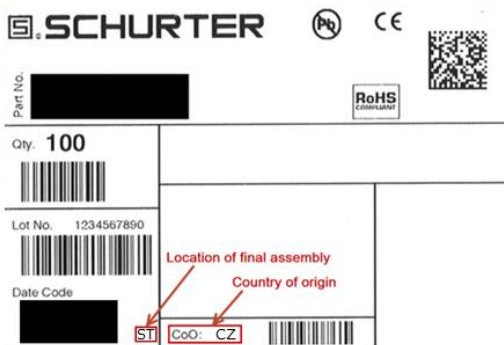 SCHURTER
Pb
CE
Part No.
RoHS
COMPLIANT
Qty. 100
Lot No. 1234567890
Location of final assembly
Country of origin
Date Code
ST
CoO: CZ